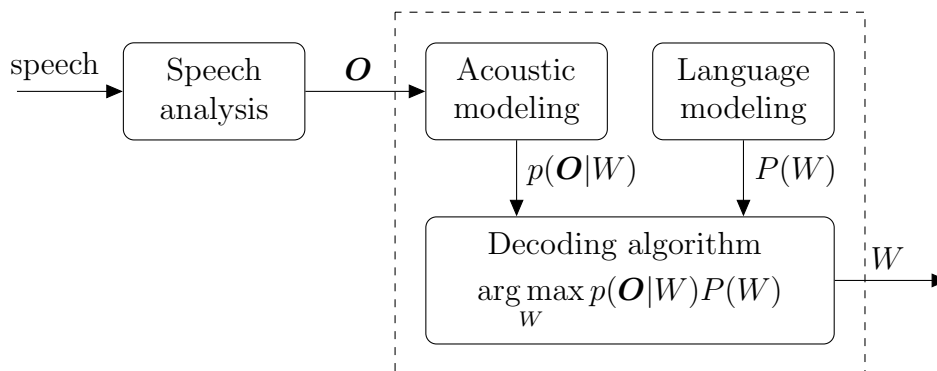 speech
Speech
analysis
O
Acoustic
modeling
Language
modeling
p(O|W)
P(W)
Decoding algorithm
arg max p(O|W)P(W)
W
W